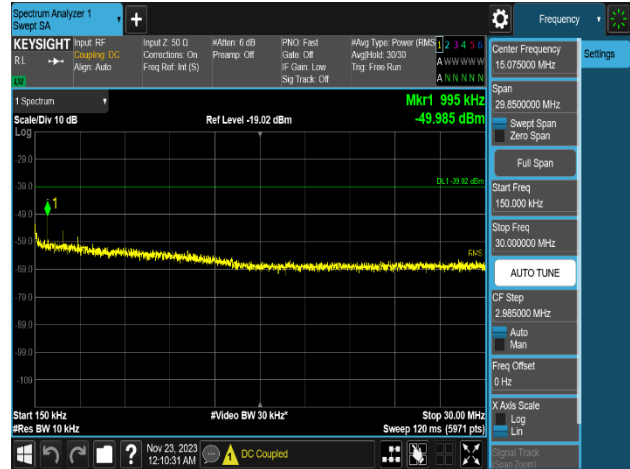 Spectrum Analyzer 1
Swept SA
Frequency
KEYSIGHT
Input: RF
Input Z: 50 Ω
#Atten: 6 dB
PNO: Fast
#Avg Type: Power (RMS
1 2 3 4 5 6
RL
Coupling: DC
Corrections: On
Preamp: Off
Gate: Off
Avg|Hold: 30/30
A W W W W W
Align: Auto
Freq Ref: Int (S)
IF Gain: Low
Trig: Free Run
Sig Track: Off
A N N N N N
1 Spectrum
Mkr1 995 kHz
Scale/Div 10 dB
Ref Level -19.02 dBm
-49.985 dBm
Log
-29.0
DL1 -39.02 dBm
-39.0
1
-49.0
-59.0
RMS
-69.0
-79.0
-89.0
-99.0
-109
Start 150 kHz
#Video BW 30 kHz*
Stop 30.00 MHz
#Res BW 10 kHz
Sweep 120 ms (5971 pts)
Center Frequency
15.075000 MHz
Settings
Span
29.8500000 MHz
Swept Span
Zero Span
Full Span
Start Freq
150.000 kHz
Stop Freq
30.000000 MHz
AUTO TUNE
CF Step
2.985000 MHz
Auto
Man
Freq Offset
0 Hz
X Axis Scale
Log
Lin
Signal Track
(Span Zoom)
?
Nov 23, 2023
12:10:31 AM
DC Coupled